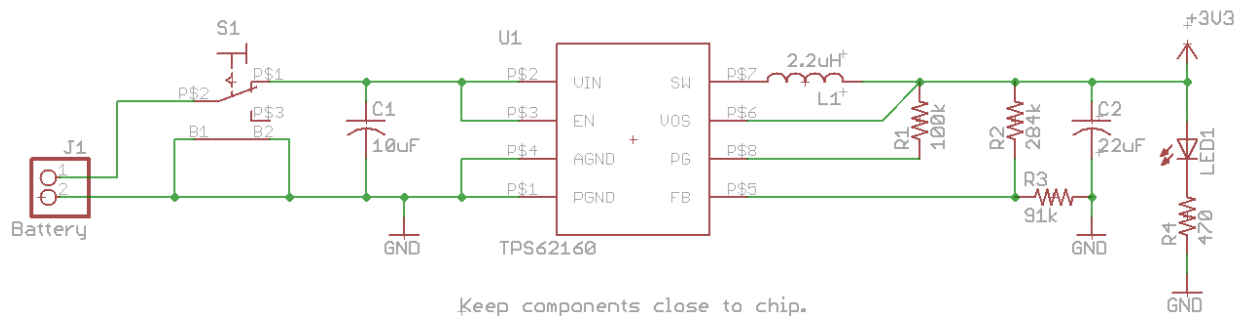 S1
P$1
P$2
P$3
B1
B2
J1
1
2
Battery
C1
10uF
GND
U1
P$2
VIN
P$3
EN
P$4
AGND
P$1
PGND
TPS62160
SW
P$7
VOS
P$6
PG
P$8
FB
P$5
2.2uH
L1
R1
100k
R2
284k
R3
91k
C2
22uF
GND
+3V3
LED1
R4
470
GND
Keep components close to chip.